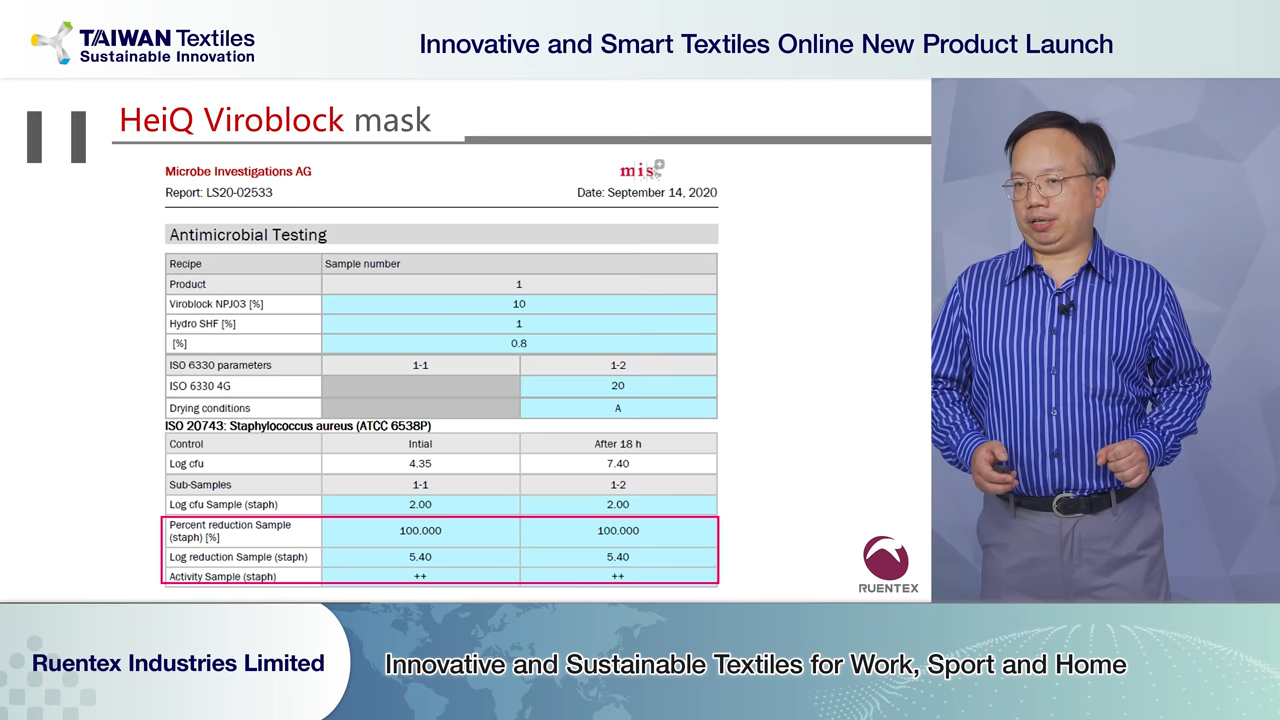 TAIWAN Textiles
Sustainable Innovation
Innovative and Smart Textiles Online New Product Launch
HeiQ Viroblock mask
Microbe Investigations AG
mis
Report: LS20-02533
Date: September 14, 2020
Antimicrobial Testing
Recipe Sample number
Product 1
Viroblock NPJ03 [%] 10
Hydro SHF [%] 1
[%] 0.8
ISO 6330 parameters 1-1 1-2
ISO 6330 4G 20
Drying conditions A
ISO 20743: Staphylococcus aureus (ATCC 6538P)
Control Intial After 18 h
Log cfu 4.35 7.40
Sub-Samples 1-1 1-2
Log cfu Sample (staph) 2.00 2.00
Percent reduction Sample
(staph) [%] 100.000 100.000
Log reduction Sample (staph) 5.40 5.40
Activity Sample (staph) ++ ++
RUENTEX
Ruentex Industries Limited
Innovative and Sustainable Textiles for Work, Sport and Home